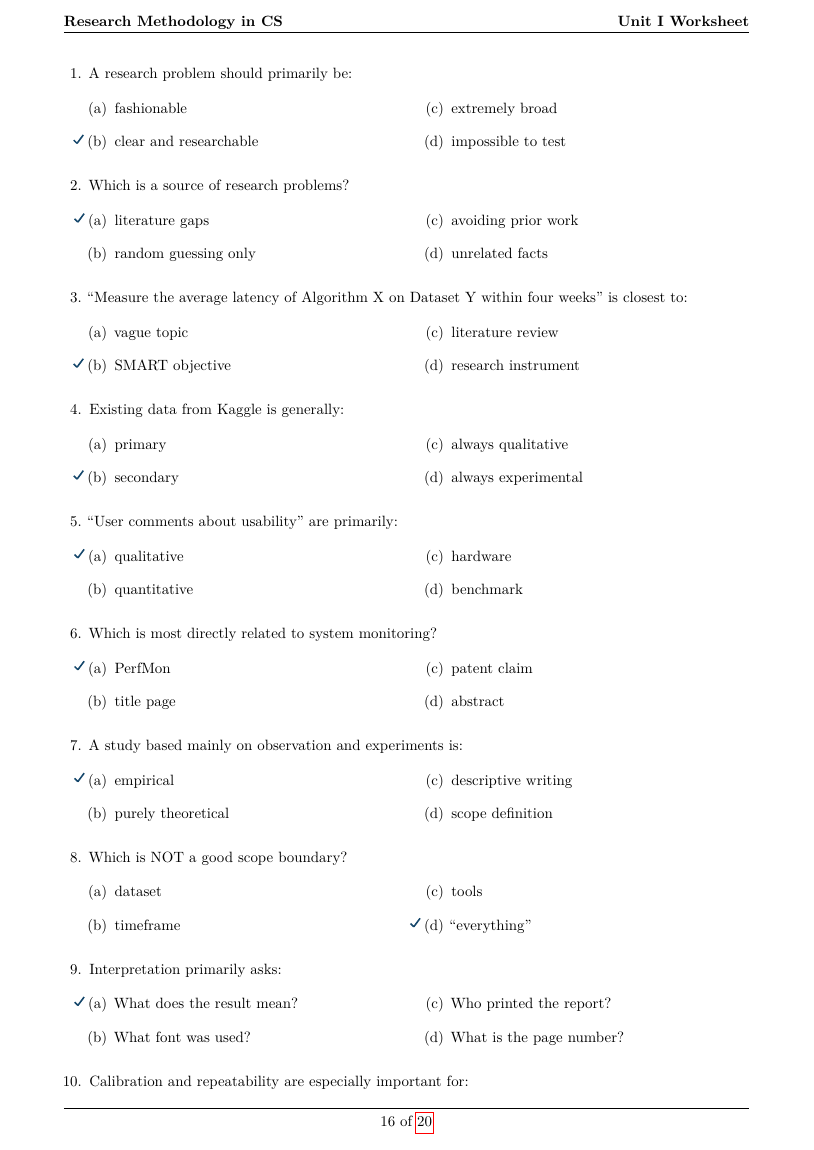 Research Methodology in CS Unit I Worksheet
1. A research problem should primarily be:
(a) fashionable (c) extremely broad
✓(b) clear and researchable (d) impossible to test
2. Which is a source of research problems?
✓(a) literature gaps (c) avoiding prior work
(b) random guessing only (d) unrelated facts
3. “Measure the average latency of Algorithm X on Dataset Y within four weeks” is closest to:
(a) vague topic (c) literature review
✓(b) SMART objective (d) research instrument
4. Existing data from Kaggle is generally:
(a) primary (c) always qualitative
✓(b) secondary (d) always experimental
5. “User comments about usability” are primarily:
✓(a) qualitative (c) hardware
(b) quantitative (d) benchmark
6. Which is most directly related to system monitoring?
✓(a) PerfMon (c) patent claim
(b) title page (d) abstract
7. A study based mainly on observation and experiments is:
✓(a) empirical (c) descriptive writing
(b) purely theoretical (d) scope definition
8. Which is NOT a good scope boundary?
(a) dataset (c) tools
(b) timeframe ✓(d) “everything”
9. Interpretation primarily asks:
✓(a) What does the result mean? (c) Who printed the report?
(b) What font was used? (d) What is the page number?
10. Calibration and repeatability are especially important for:
16 of 20